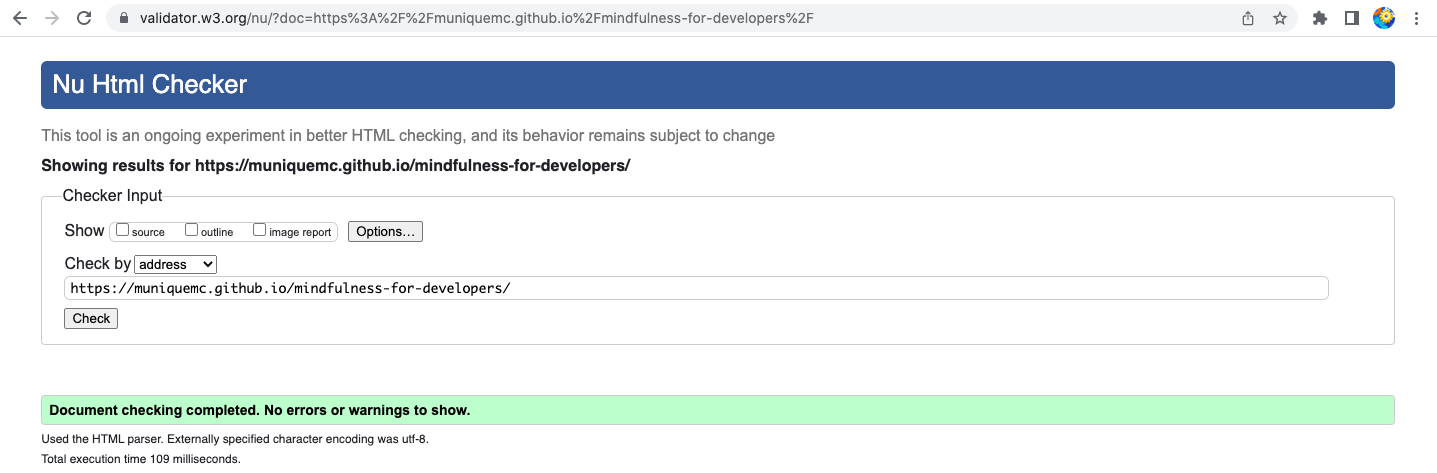 validator.w3.org/nu/?doc=https%3A%2F%2Fmuniquemc.github.io%2Fmindfulness-for-developers%2F
Nu Html Checker
This tool is an ongoing experiment in better HTML checking, and its behavior remains subject to change
Showing results for https://muniquemc.github.io/mindfulness-for-developers/
Checker Input
Show source outline image report Options...
Check by address
https://muniquemc.github.io/mindfulness-for-developers/
Check
Document checking completed. No errors or warnings to show.
Used the HTML parser. Externally specified character encoding was utf-8.
Total execution time 109 milliseconds.